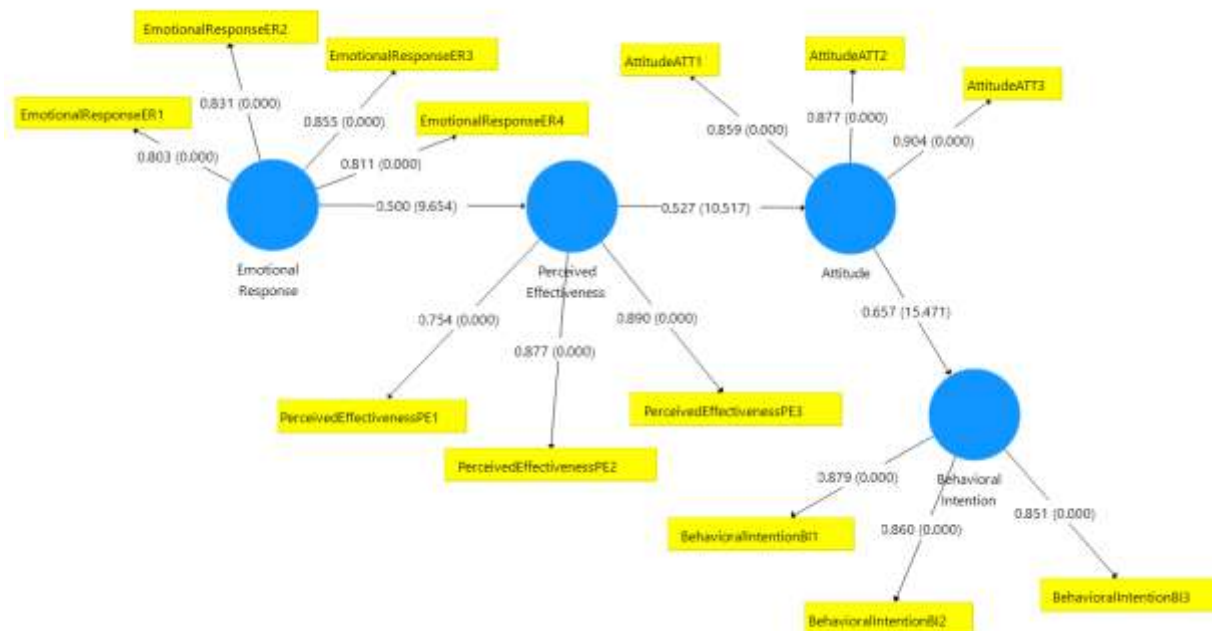 EmotionalResponseER2
EmotionalResponseER3
EmotionalResponseER1
EmotionalResponseER4
0.831 (0.000)
0.855 (0.000)
0.803 (0.000)
0.811 (0.000)
AttitudeATT1
AttitudeATT2
AttitudeATT3
0.859 (0.000)
0.877 (0.000)
0.904 (0.000)
0.500 (9.654)
0.527 (10.517)
Emotional
Response
Perceived
Effectiveness
Attitude
0.754 (0.000)
0.877 (0.000)
0.890 (0.000)
0.657 (15.471)
PerceivedEffectivenessPE1
PerceivedEffectivenessPE2
PerceivedEffectivenessPE3
Behavioral
Intention
0.879 (0.000)
0.860 (0.000)
0.851 (0.000)
BehavioralIntentionBI1
BehavioralIntentionBI2
BehavioralIntentionBI3